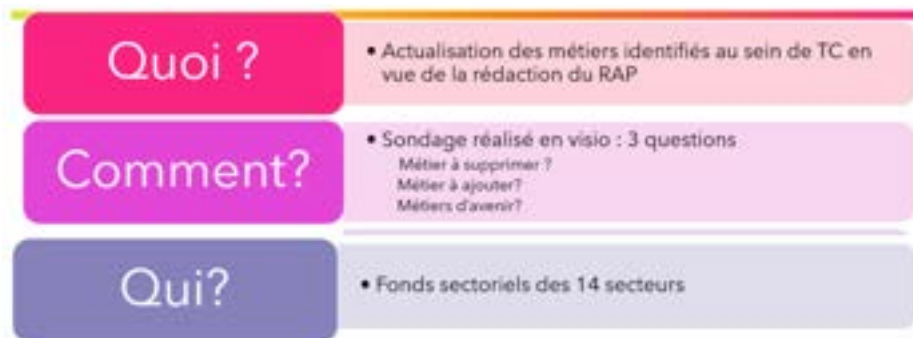 Quoi ?
• Actualisation des métiers identifiés au sein de TC en
vue de la rédaction du RAP
Comment?
• Sondage réalisé en visio : 3 questions
Métier à supprimer ?
Métier à ajouter?
Métiers d'avenir?
Qui?
• Fonds sectoriels des 14 secteurs